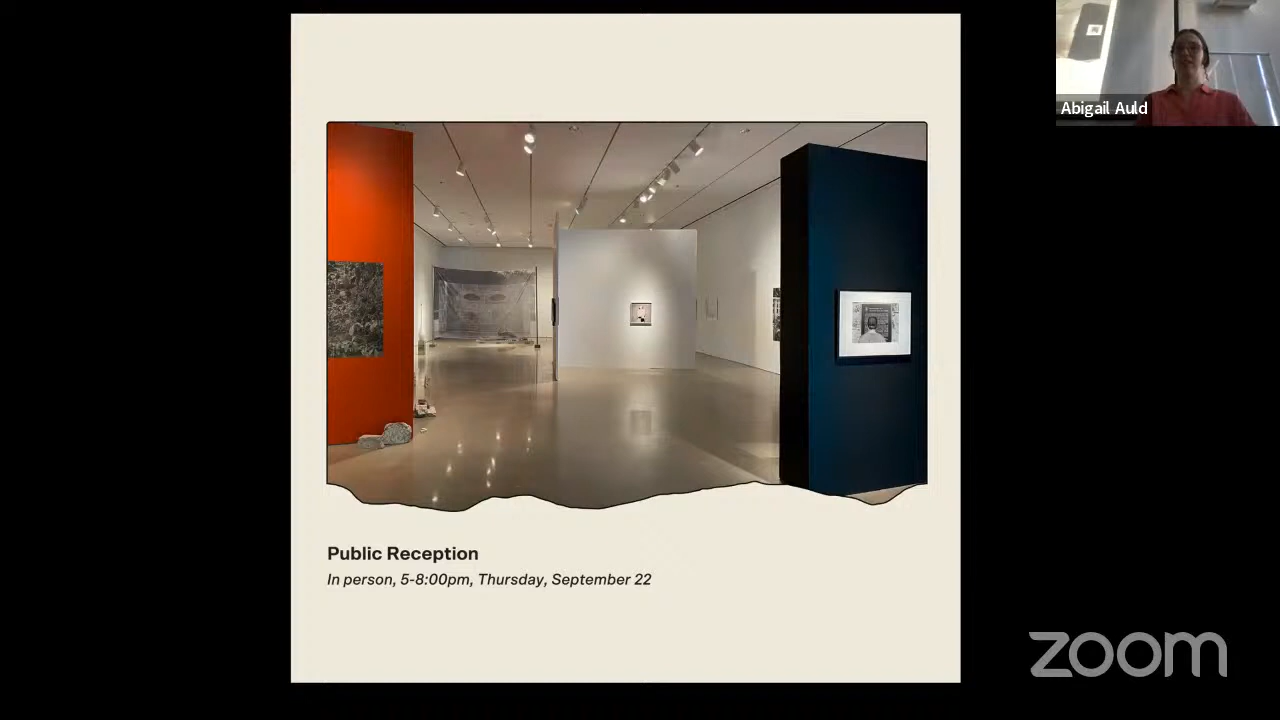 Abigail Auld
Public Reception
In person, 5-8:00pm, Thursday, September 22
zoom